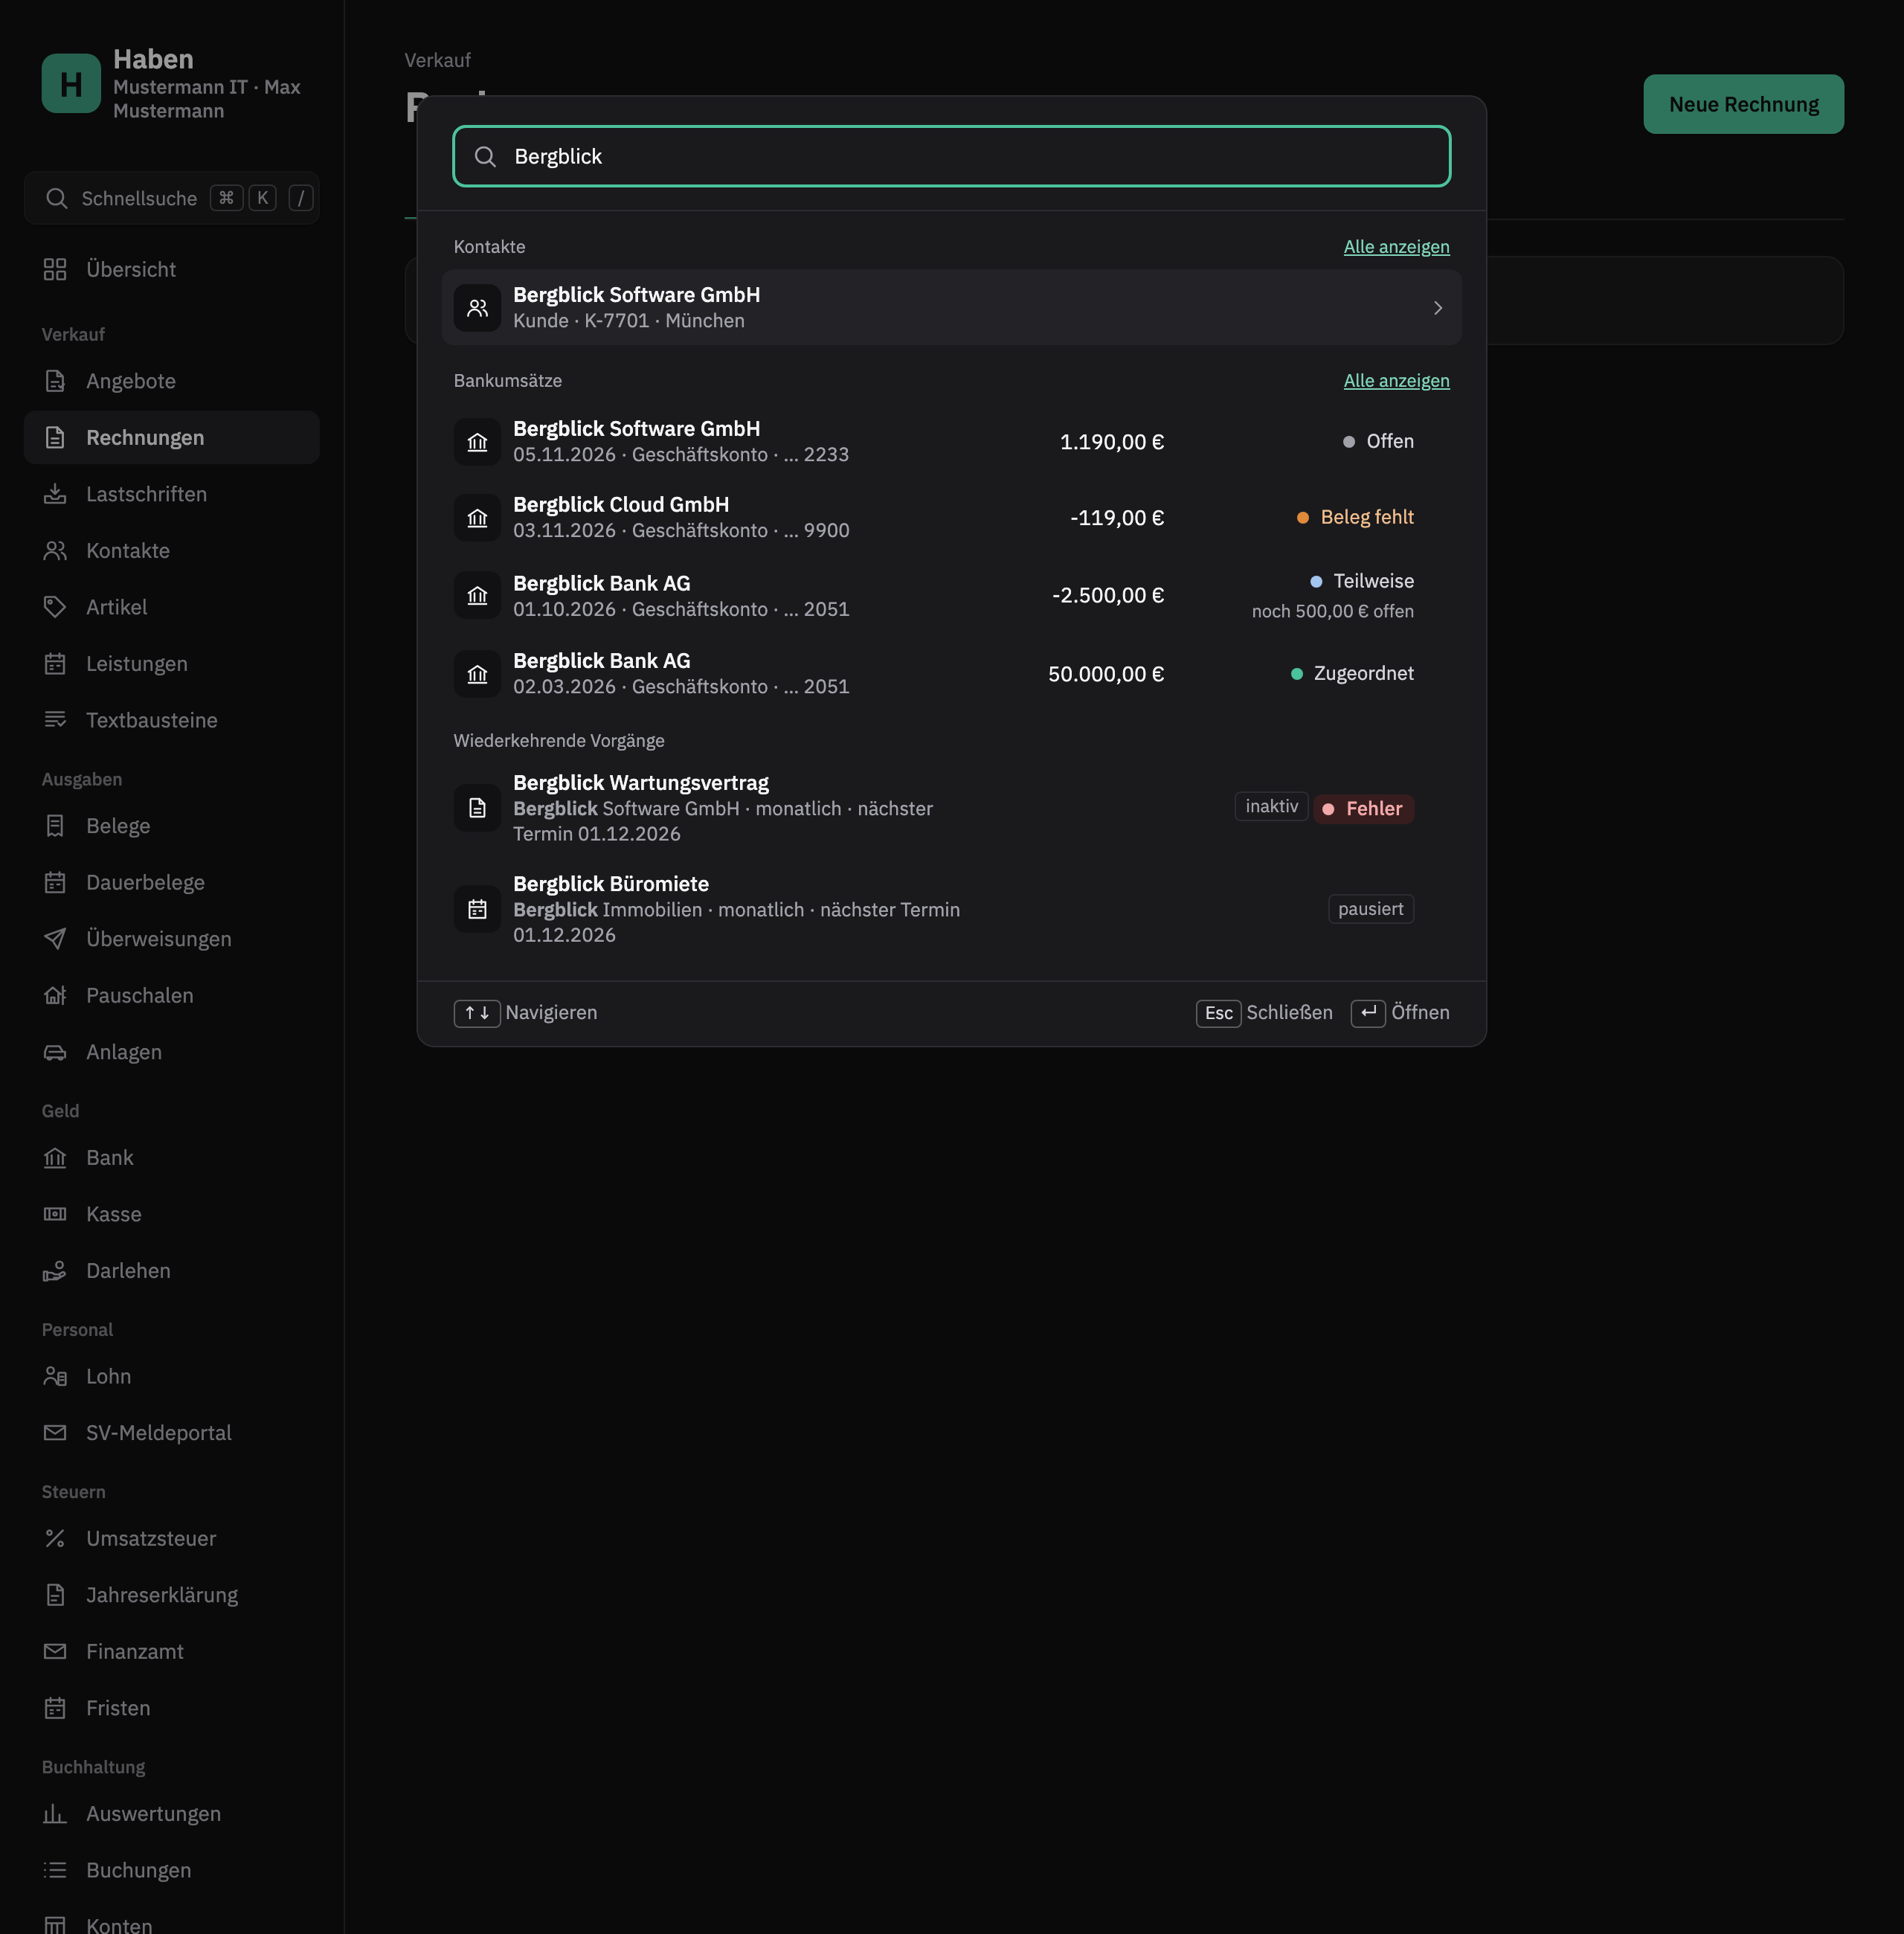 H
Haben
Mustermann IT · Max
Mustermann
Schnellsuche ⌘ K /
Übersicht
Verkauf
Angebote
Rechnungen
Lastschriften
Kontakte
Artikel
Leistungen
Textbausteine
Ausgaben
Belege
Dauerbelege
Überweisungen
Pauschalen
Anlagen
Geld
Bank
Kasse
Darlehen
Personal
Lohn
SV-Meldeportal
Steuern
Umsatzsteuer
Jahreserklärung
Finanzamt
Fristen
Buchhaltung
Auswertungen
Buchungen
Konten
Verkauf
Neue Rechnung
Bergblick
Kontakte Alle anzeigen
Bergblick Software GmbH
Kunde · K-7701 · München
Bankumsätze Alle anzeigen
Bergblick Software GmbH
05.11.2026 · Geschäftskonto · … 2233
1.190,00 € Offen
Bergblick Cloud GmbH
03.11.2026 · Geschäftskonto · … 9900
-119,00 € Beleg fehlt
Bergblick Bank AG
01.10.2026 · Geschäftskonto · … 2051
-2.500,00 € Teilweise
noch 500,00 € offen
Bergblick Bank AG
02.03.2026 · Geschäftskonto · … 2051
50.000,00 € Zugeordnet
Wiederkehrende Vorgänge
Bergblick Wartungsvertrag
Bergblick Software GmbH · monatlich · nächster
Termin 01.12.2026
inaktiv Fehler
Bergblick Büromiete
Bergblick Immobilien · monatlich · nächster Termin
01.12.2026
pausiert
↑↓ Navigieren Esc Schließen ↵ Öffnen